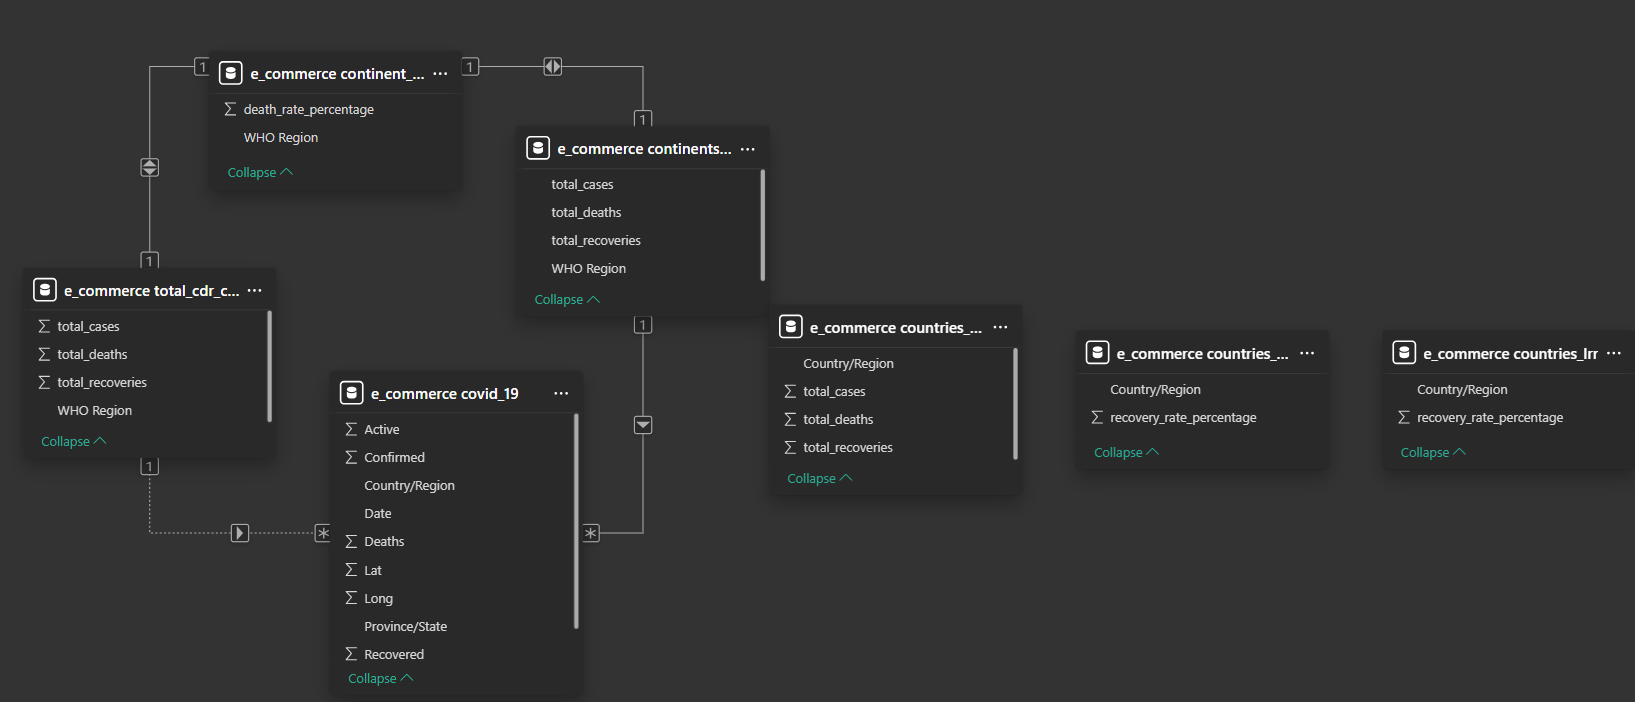 1
e_commerce continent_...
death_rate_percentage
WHO Region
Collapse
1
1
e_commerce continents...
total_cases
total_deaths
total_recoveries
WHO Region
Collapse
1
1
e_commerce total_cdr_c...
total_cases
total_deaths
total_recoveries
WHO Region
Collapse
1
e_commerce covid_19
Active
Confirmed
Country/Region
Date
Deaths
Lat
Long
Province/State
Recovered
Collapse
e_commerce countries_...
Country/Region
total_cases
total_deaths
total_recoveries
Collapse
e_commerce countries_...
Country/Region
recovery_rate_percentage
Collapse
e_commerce countries_lrr
Country/Region
recovery_rate_percentage
Collapse